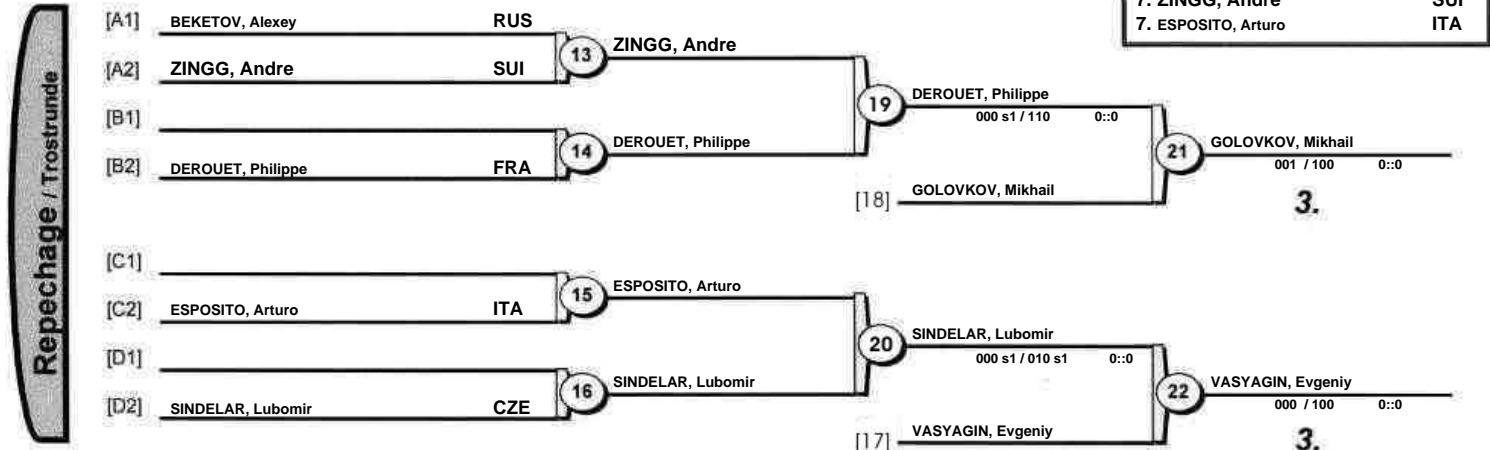 7. ZINGG, Andre SUI
7. ESPOSITO, Arturo ITA
Repechage / Trostrunde
[A1] BEKETOV, Alexey RUS
13 ZINGG, Andre
[A2] ZINGG, Andre SUI
19 DEROUET, Philippe
000 s1 / 110 0::0
[B1]
14 DEROUET, Philippe
[B2] DEROUET, Philippe FRA
21 GOLOVKOV, Mikhail
001 / 100 0::0
3.
[18] GOLOVKOV, Mikhail
[C1]
15 ESPOSITO, Arturo
[C2] ESPOSITO, Arturo ITA
20 SINDELAR, Lubomir
000 s1 / 010 s1 0::0
[D1]
16 SINDELAR, Lubomir
[D2] SINDELAR, Lubomir CZE
22 VASYAGIN, Evgeniy
000 / 100 0::0
3.
[17] VASYAGIN, Evgeniy